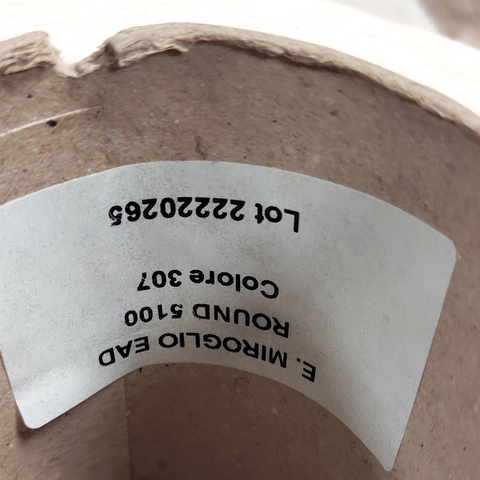 E. MIROGLIO EAD
ROUND 5100
Colore 307
Lot 22220265